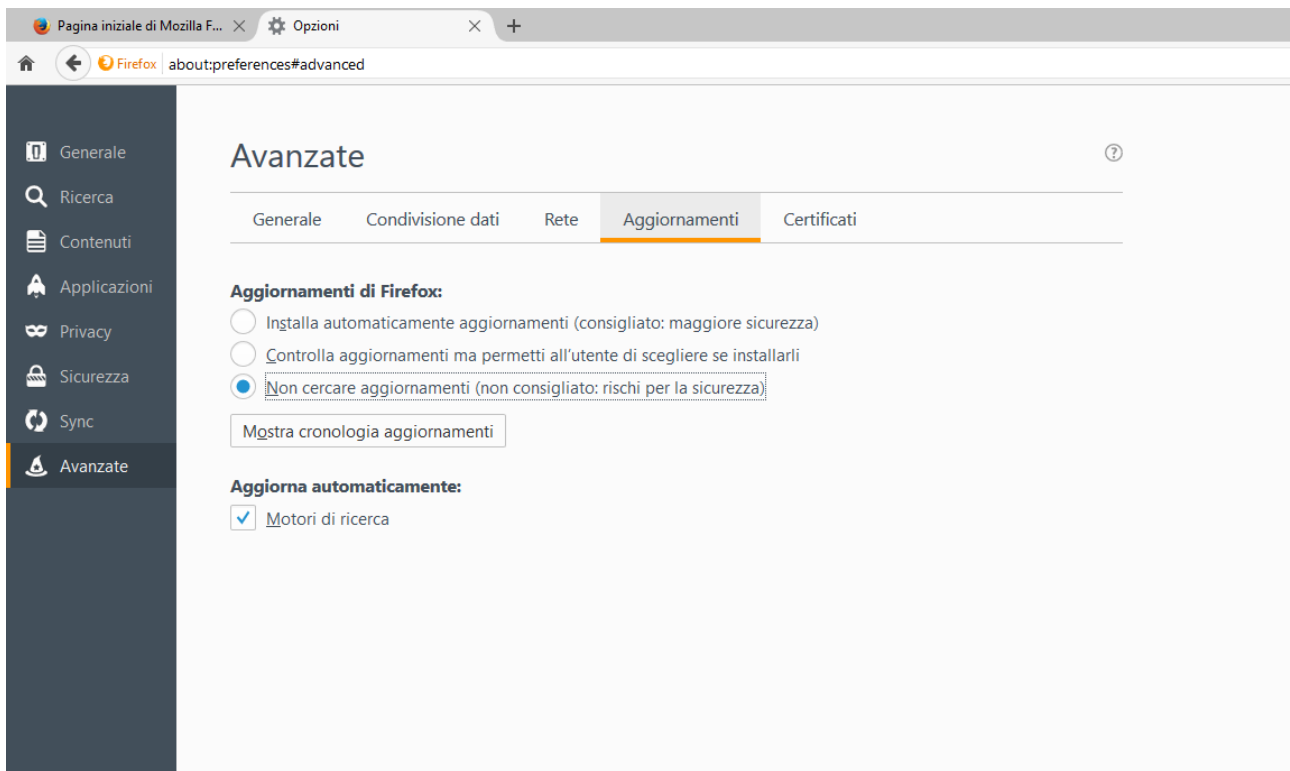 Pagina iniziale di Mozilla F...
Opzioni
Firefox
about:preferences#advanced
Generale
Ricerca
Contenuti
Applicazioni
Privacy
Sicurezza
Sync
Avanzate
Avanzate
?
Generale
Condivisione dati
Rete
Aggiornamenti
Certificati
Aggiornamenti di Firefox:
Installa automaticamente aggiornamenti (consigliato: maggiore sicurezza)
Controlla aggiornamenti ma permetti all'utente di scegliere se installarli
Non cercare aggiornamenti (non consigliato: rischi per la sicurezza)
Mostra cronologia aggiornamenti
Aggiorna automaticamente:
Motori di ricerca